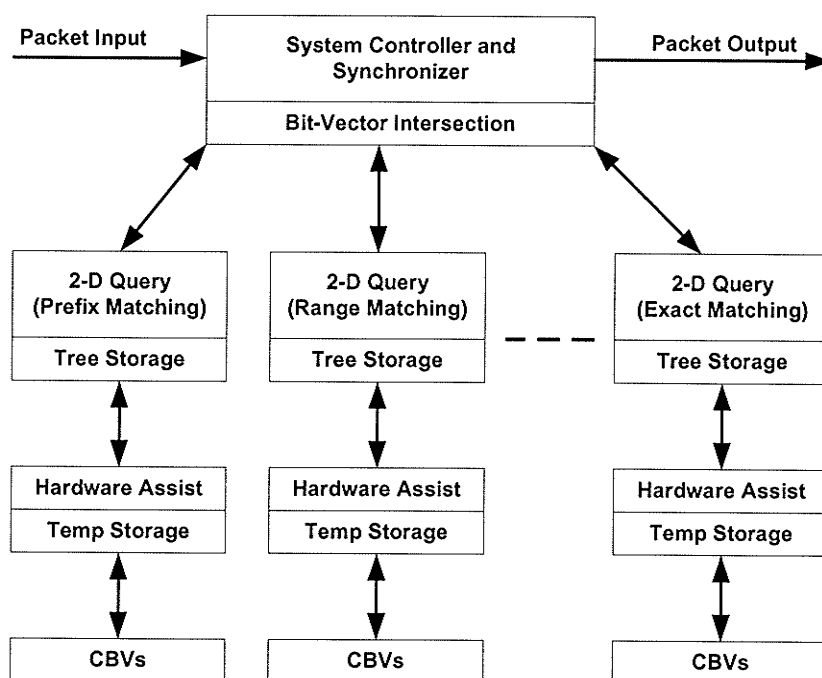 Packet Input
System Controller and
Synchronizer
Packet Output
Bit-Vector Intersection
2-D Query
(Prefix Matching)
Tree Storage
2-D Query
(Range Matching)
Tree Storage
2-D Query
(Exact Matching)
Tree Storage
Hardware Assist
Temp Storage
Hardware Assist
Temp Storage
Hardware Assist
Temp Storage
CBVs
CBVs
CBVs